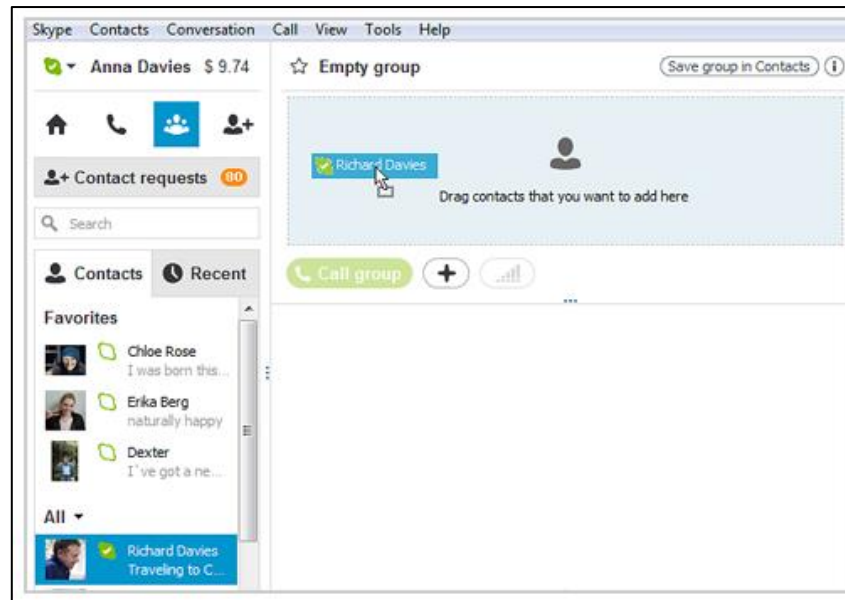 Skype Contacts Conversation Call View Tools Help
Anna Davies $ 9.74
Empty group
Save group in Contacts
i
Contact requests 80
Richard Davies
Drag contacts that you want to add here
Search
Contacts
Recent
Call group
Favorites
Chloe Rose
I was born this...
Erika Berg
naturally happy
Dexter
I`ve got a ne...
All
Richard Davies
Traveling to C...